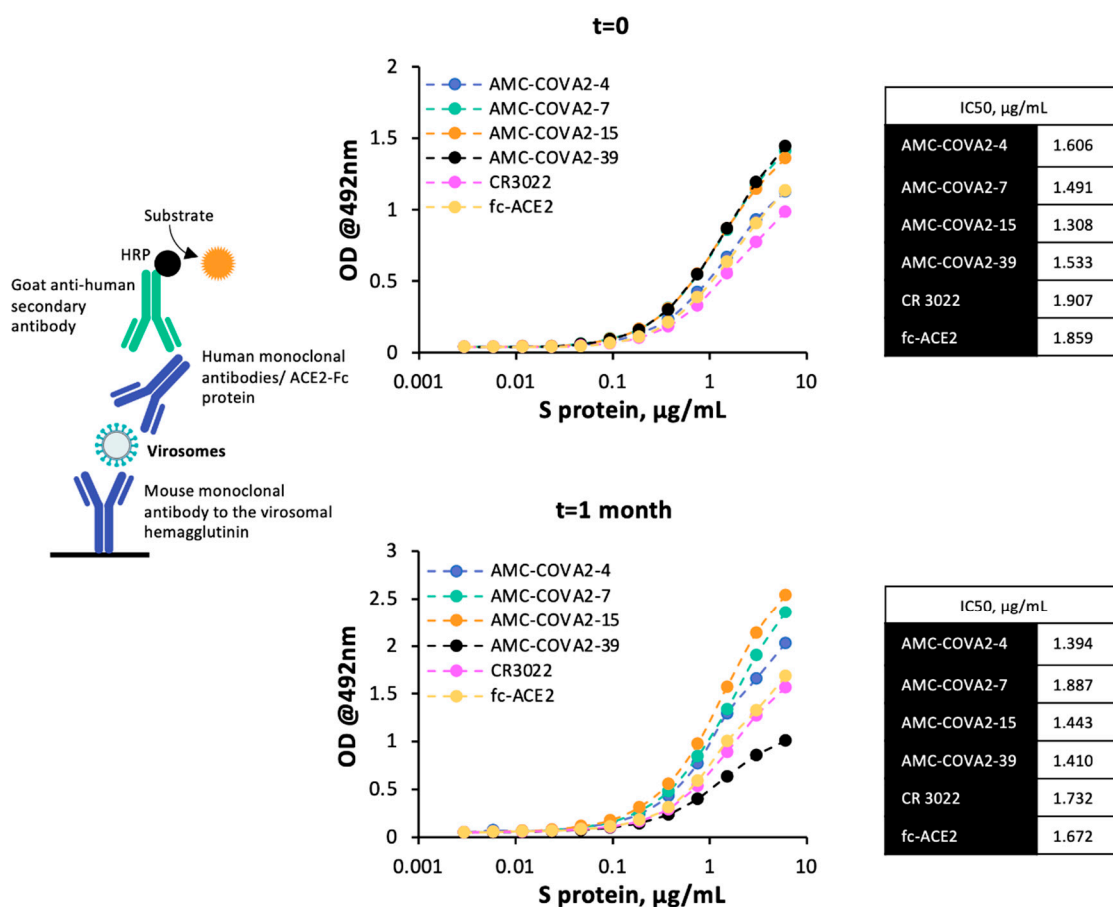 t=0
2
1.5
1
0.5
0
OD @492nm
AMC-COVA2-4
AMC-COVA2-7
AMC-COVA2-15
AMC-COVA2-39
CR3022
fc-ACE2
0.001
0.01
0.1
1
10
S protein, µg/mL
IC50, µg/mL
AMC-COVA2-4 1.606
AMC-COVA2-7 1.491
AMC-COVA2-15 1.308
AMC-COVA2-39 1.533
CR 3022 1.907
fc-ACE2 1.859
Substrate
HRP
Goat anti-human
secondary
antibody
Human monoclonal
antibodies/ ACE2-Fc
protein
Virosomes
Mouse monoclonal
antibody to the virosomal
hemagglutinin
t=1 month
3
2.5
2
1.5
1
0.5
0
OD @492nm
AMC-COVA2-4
AMC-COVA2-7
AMC-COVA2-15
AMC-COVA2-39
CR3022
fc-ACE2
0.001
0.01
0.1
1
10
S protein, µg/mL
IC50, µg/mL
AMC-COVA2-4 1.394
AMC-COVA2-7 1.887
AMC-COVA2-15 1.443
AMC-COVA2-39 1.410
CR 3022 1.732
fc-ACE2 1.672